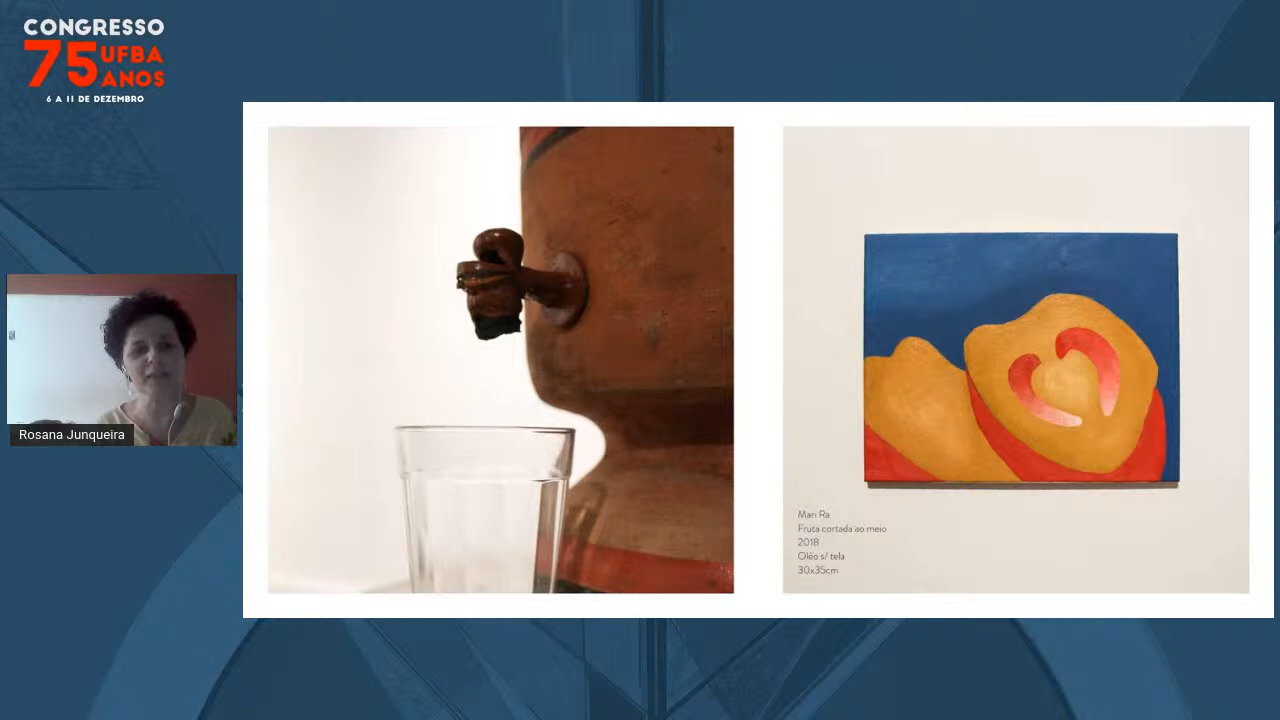 CONGRESSO
75 UFBA
ANOS
6 A 11 DE DEZEMBRO
Rosana Junqueira
Mari Ra
Fruta cortada ao meio
2018
Oléo s/ tela
30x35cm